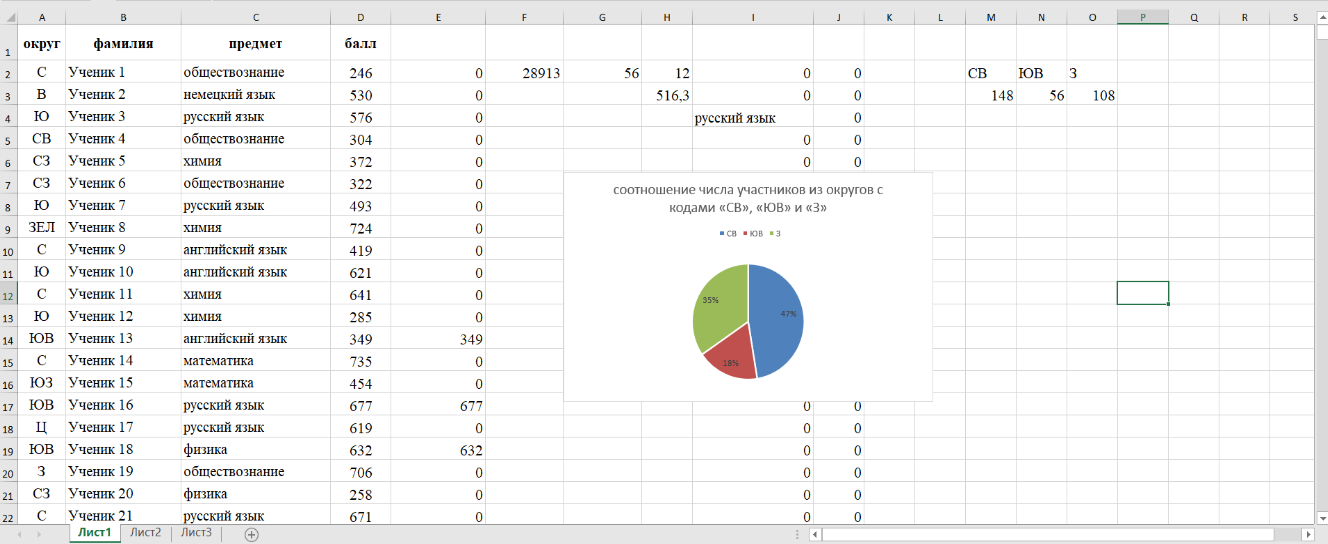 A B C D E F G H I J K L M N O P Q R S
1 округ фамилия предмет балл
2 С Ученик 1 обществознание 246 0 28913 56 12 0 0 СВ ЮВ З
3 В Ученик 2 немецкий язык 530 0 516,3 0 0 148 56 108
4 Ю Ученик 3 русский язык 576 0 русский язык 0
5 СВ Ученик 4 обществознание 304 0 0 0
6 СЗ Ученик 5 химия 372 0 0 0
7 СЗ Ученик 6 обществознание 322 0
8 Ю Ученик 7 русский язык 493 0
9 ЗЕЛ Ученик 8 химия 724 0
10 С Ученик 9 английский язык 419 0
11 Ю Ученик 10 английский язык 621 0
12 С Ученик 11 химия 641 0
13 Ю Ученик 12 химия 285 0
14 ЮВ Ученик 13 английский язык 349 349
15 С Ученик 14 математика 735 0
16 ЮЗ Ученик 15 математика 454 0
17 ЮВ Ученик 16 русский язык 677 677 0 0
18 Ц Ученик 17 русский язык 619 0 0 0
19 ЮВ Ученик 18 физика 632 632 0 0
20 З Ученик 19 обществознание 706 0 0 0
21 СЗ Ученик 20 физика 258 0 0 0
22 С Ученик 21 русский язык 671 0 0 0
соотношение числа участников из округов с
кодами «СВ», «ЮВ» и «З»
СВ ЮВ З
35%
47%
18%
Лист1 Лист2 Лист3